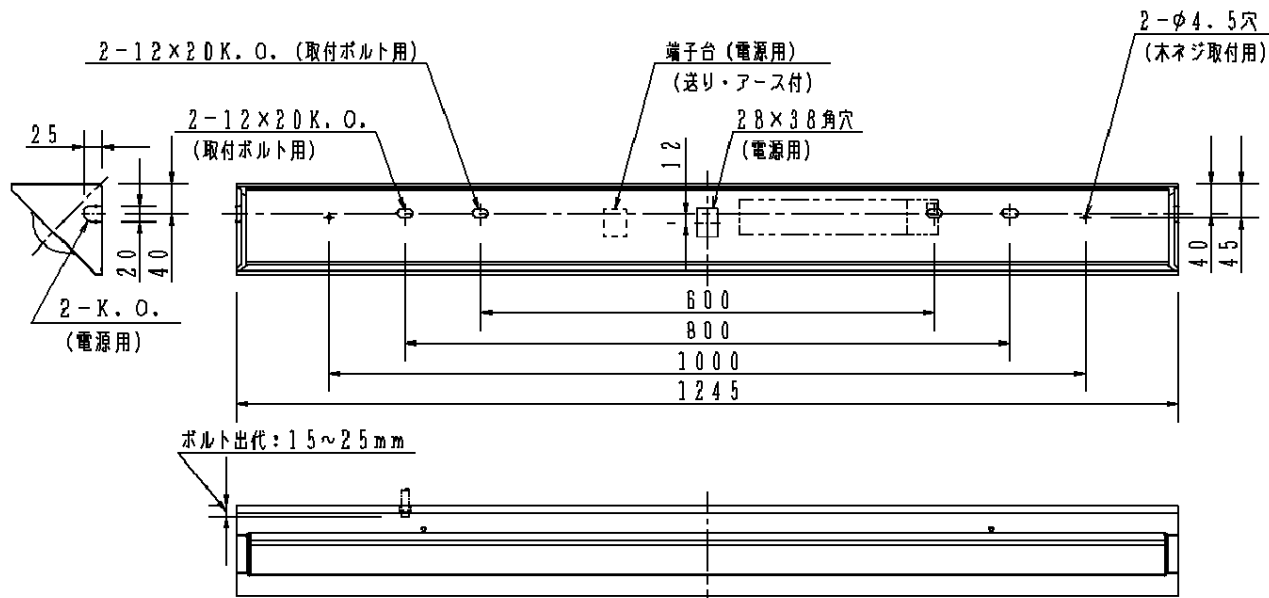 2-φ4.5穴
(木ネジ取付用)
2-12×20K.O. (取付ボルト用)
端子台 (電源用)
(送り・アース付)
2-12×20K.O.
(取付ボルト用)
28×38角穴
(電源用)
25
12
20
40
40
45
2-K.O.
(電源用)
600
800
1000
1245
ボルト出代:15~25mm